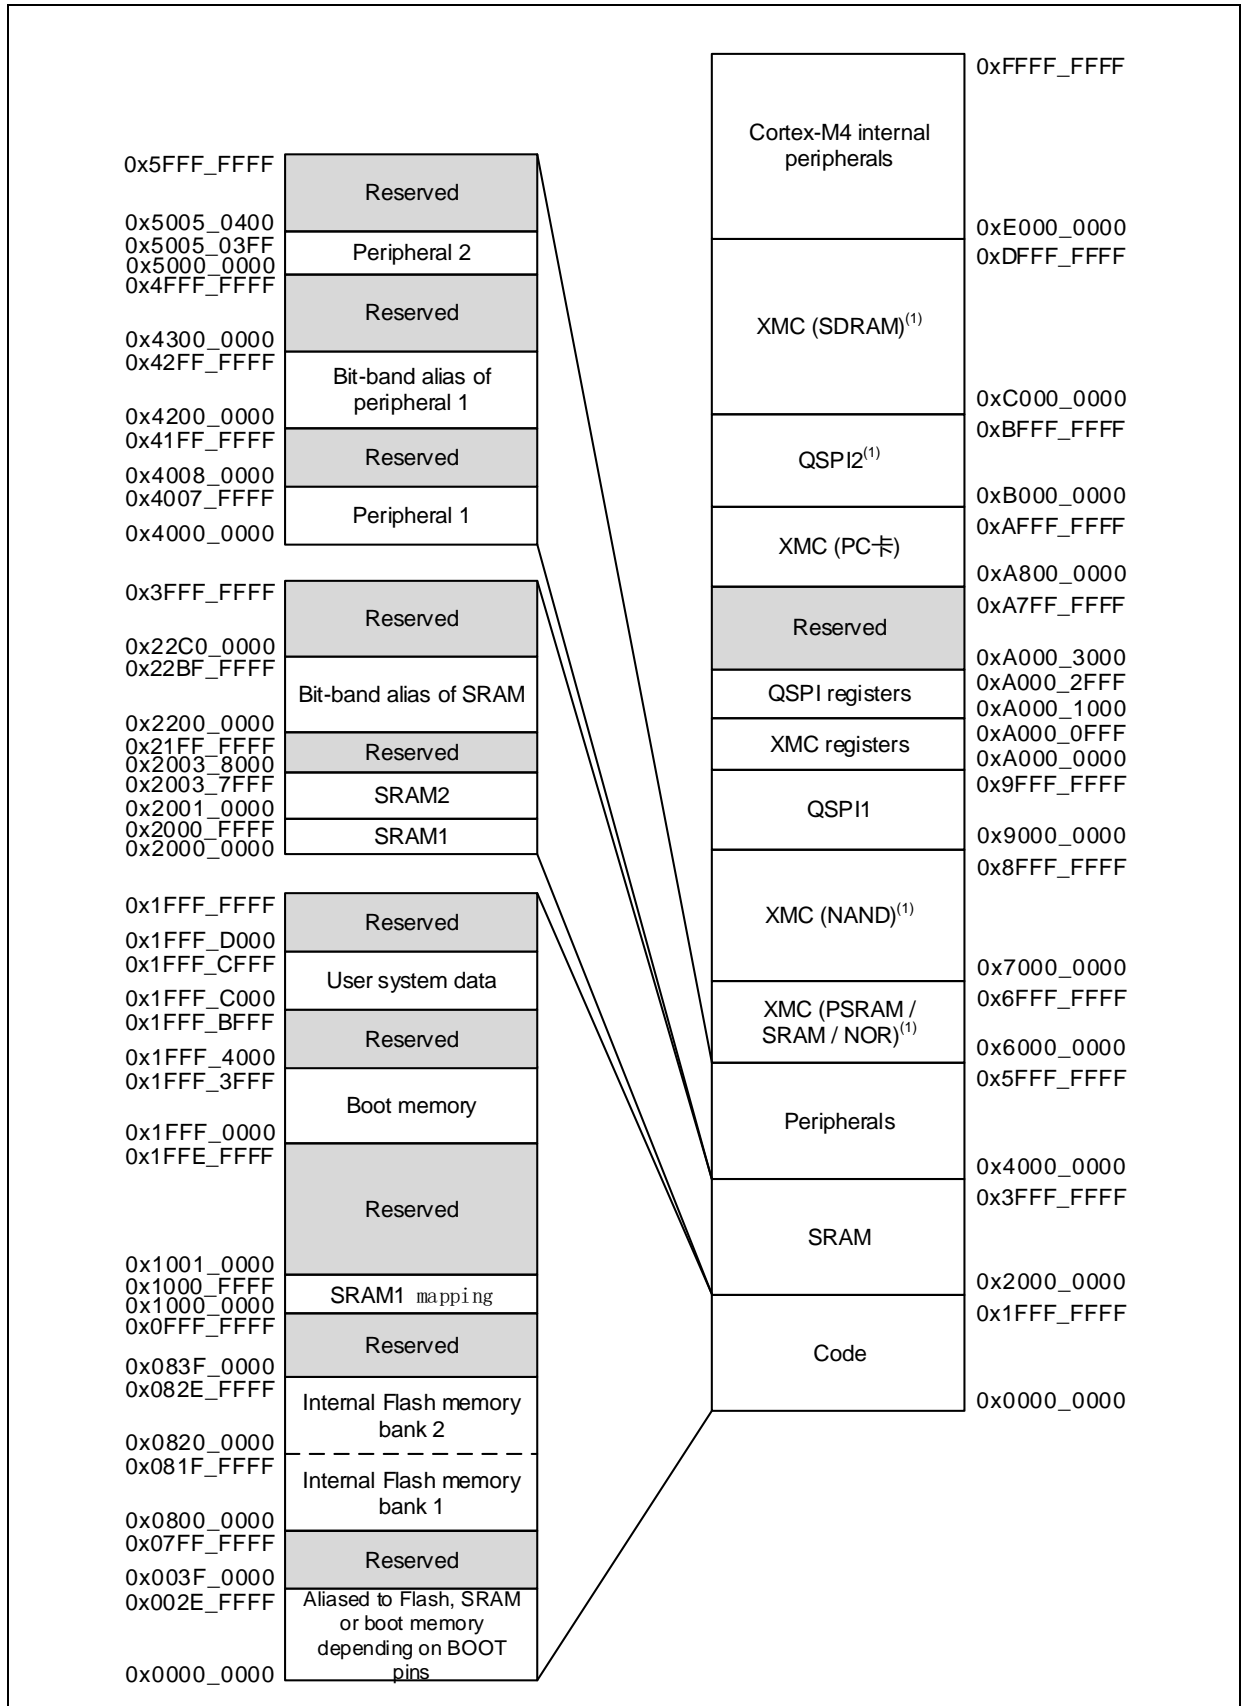 0x5FFF_FFFF
Reserved
0x5005_0400
0x5005_03FF
Peripheral 2
0x5000_0000
0x4FFF_FFFF
Reserved
0x4300_0000
0x42FF_FFFF
Bit-band alias of
peripheral 1
0x4200_0000
0x41FF_FFFF
Reserved
0x4008_0000
0x4007_FFFF
Peripheral 1
0x4000_0000
0x3FFF_FFFF
Reserved
0x22C0_0000
0x22BF_FFFF
Bit-band alias of SRAM
0x2200_0000
0x21FF_FFFF
Reserved
0x2003_8000
0x2003_7FFF
SRAM2
0x2001_0000
0x2000_FFFF
SRAM1
0x2000_0000
0x1FFF_FFFF
Reserved
0x1FFF_D000
0x1FFF_CFFF
User system data
0x1FFF_C000
0x1FFF_BFFF
Reserved
0x1FFF_4000
0x1FFF_3FFF
Boot memory
0x1FFF_0000
0x1FFE_FFFF
Reserved
0x1001_0000
0x1000_FFFF
SRAM1 mapping
0x1000_0000
0x0FFF_FFFF
Reserved
0x083F_0000
0x082E_FFFF
Internal Flash memory
bank 2
0x0820_0000
0x081F_FFFF
Internal Flash memory
bank 1
0x0800_0000
0x07FF_FFFF
Reserved
0x003F_0000
0x002E_FFFF
Aliased to Flash, SRAM
or boot memory
depending on BOOT
pins
0x0000_0000
0xFFFF_FFFF
Cortex-M4 internal
peripherals
0xE000_0000
0xDFFF_FFFF
XMC (SDRAM)(1)
0xC000_0000
0xBFFF_FFFF
QSPI2(1)
0xB000_0000
0xAFFF_FFFF
XMC (PC卡)
0xA800_0000
0xA7FF_FFFF
Reserved
0xA000_3000
0xA000_2FFF
QSPI registers
0xA000_1000
0xA000_0FFF
XMC registers
0xA000_0000
0x9FFF_FFFF
QSPI1
0x9000_0000
0x8FFF_FFFF
XMC (NAND)(1)
0x7000_0000
0x6FFF_FFFF
XMC (PSRAM /
SRAM / NOR)(1)
0x6000_0000
0x5FFF_FFFF
Peripherals
0x4000_0000
0x3FFF_FFFF
SRAM
0x2000_0000
0x1FFF_FFFF
Code
0x0000_0000